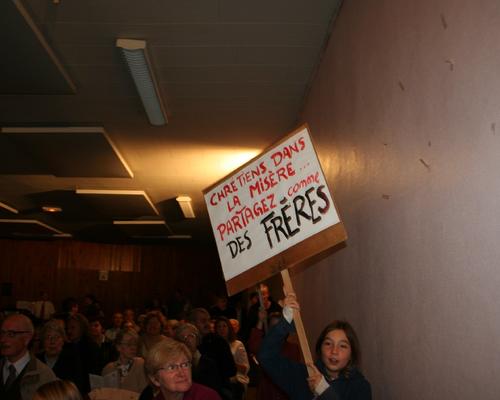 CHRÉTIENS DANS
LA MISÈRE...
PARTAGEZ comme
DES FRÈRES